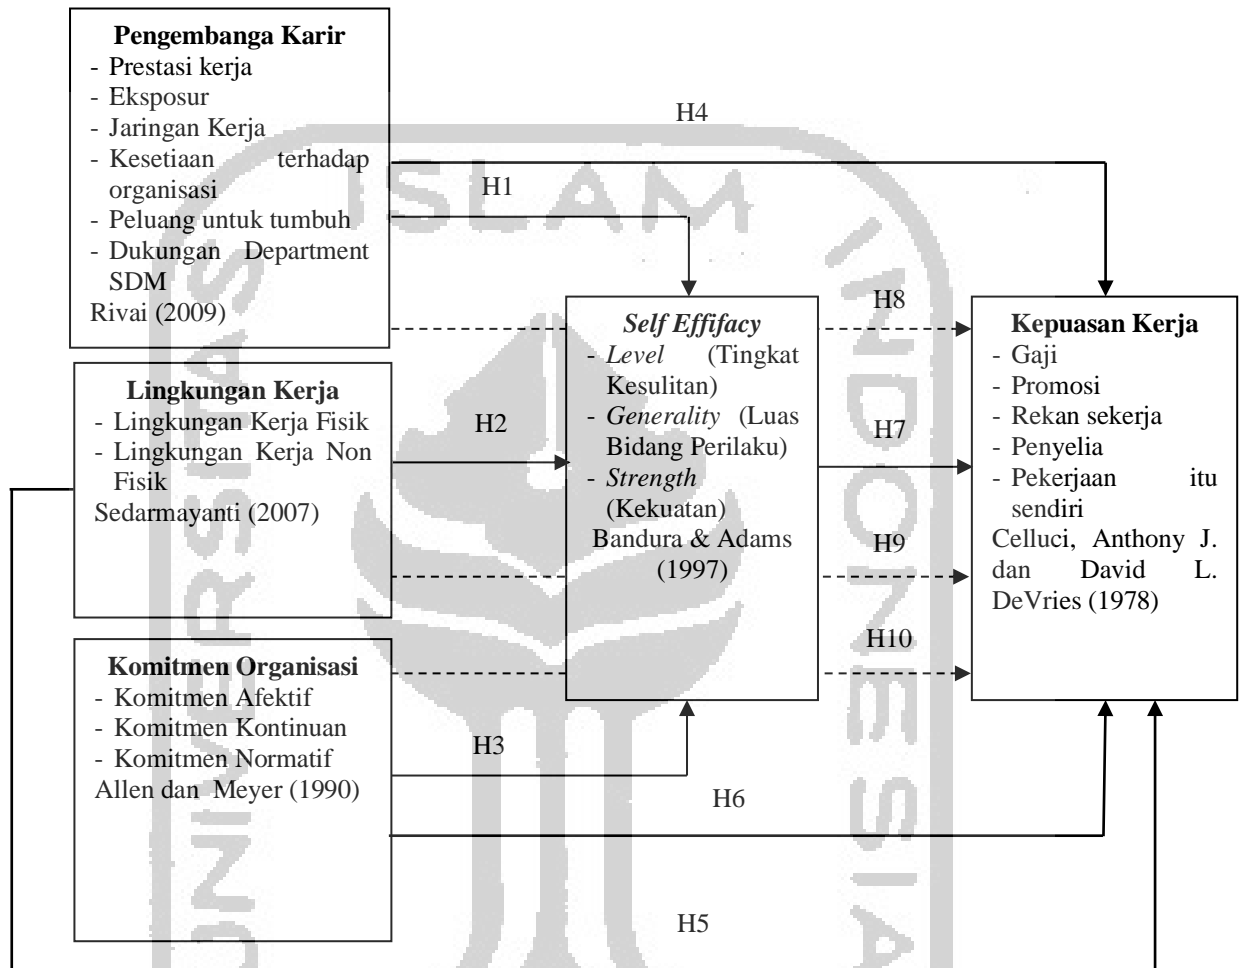 Pengembanga Karir
- Prestasi kerja
- Eksposur
- Jaringan Kerja
- Kesetiaan terhadap
organisasi
- Peluang untuk tumbuh
- Dukungan Department
SDM
Rivai (2009)
H4
H1
Lingkungan Kerja
- Lingkungan Kerja Fisik
- Lingkungan Kerja Non
Fisik
Sedarmayanti (2007)
H2
Komitmen Organisasi
- Komitmen Afektif
- Komitmen Kontinuan
- Komitmen Normatif
Allen dan Meyer (1990)
H3
Self Effifacy
- Level (Tingkat
Kesulitan)
- Generality (Luas
Bidang Perilaku)
- Strength
(Kekuatan)
Bandura & Adams
(1997)
H8
H7
H9
H10
H6
H5
Kepuasan Kerja
- Gaji
- Promosi
- Rekan sekerja
- Penyelia
- Pekerjaan itu
sendiri
Celluci, Anthony J.
dan David L.
DeVries (1978)
UNIVERSITAS
ISLAM
INDONESIA